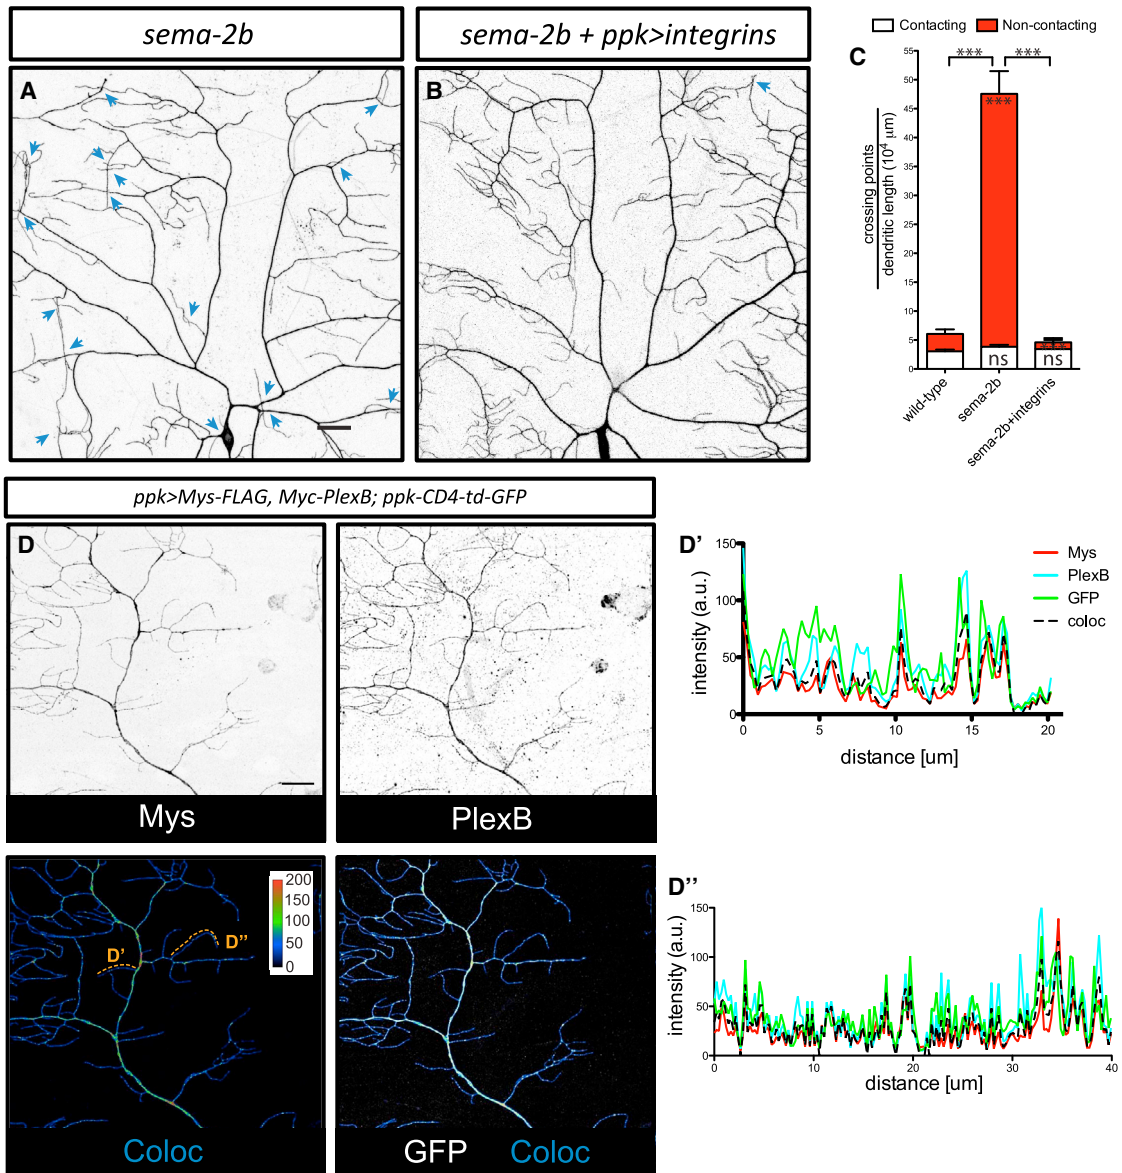 sema-2b
sema-2b + ppk>integrins
A
B
C
Contacting
Non-contacting
55
50
45
40
35
30
25
20
15
10
5
0
crossing points
dendritic length (10⁴ µm)
***
***
***
***
ns
ns
wild-type
sema-2b
sema-2b+integrins
ppk>Mys-FLAG, Myc-PlexB; ppk-CD4-td-GFP
D
Mys
PlexB
D'
150
100
50
0
intensity (a.u.)
0
5
10
15
20
distance [um]
Mys
PlexB
GFP
coloc
200
150
100
50
0
D'
D''
Coloc
GFP
Coloc
D''
150
100
50
0
intensity (a.u.)
0
10
20
30
40
distance [um]